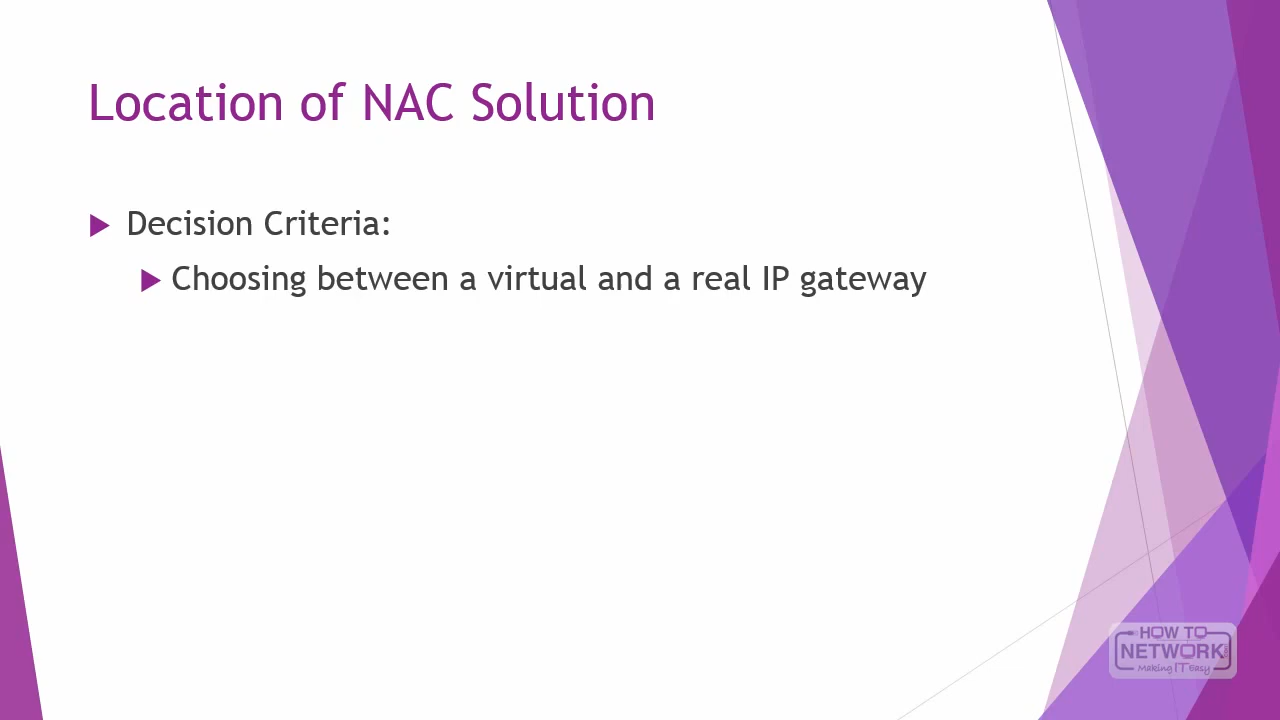 Location of NAC Solution
Decision Criteria:
Choosing between a virtual and a real IP gateway
HOW TO
NETWORK
Making IT Easy